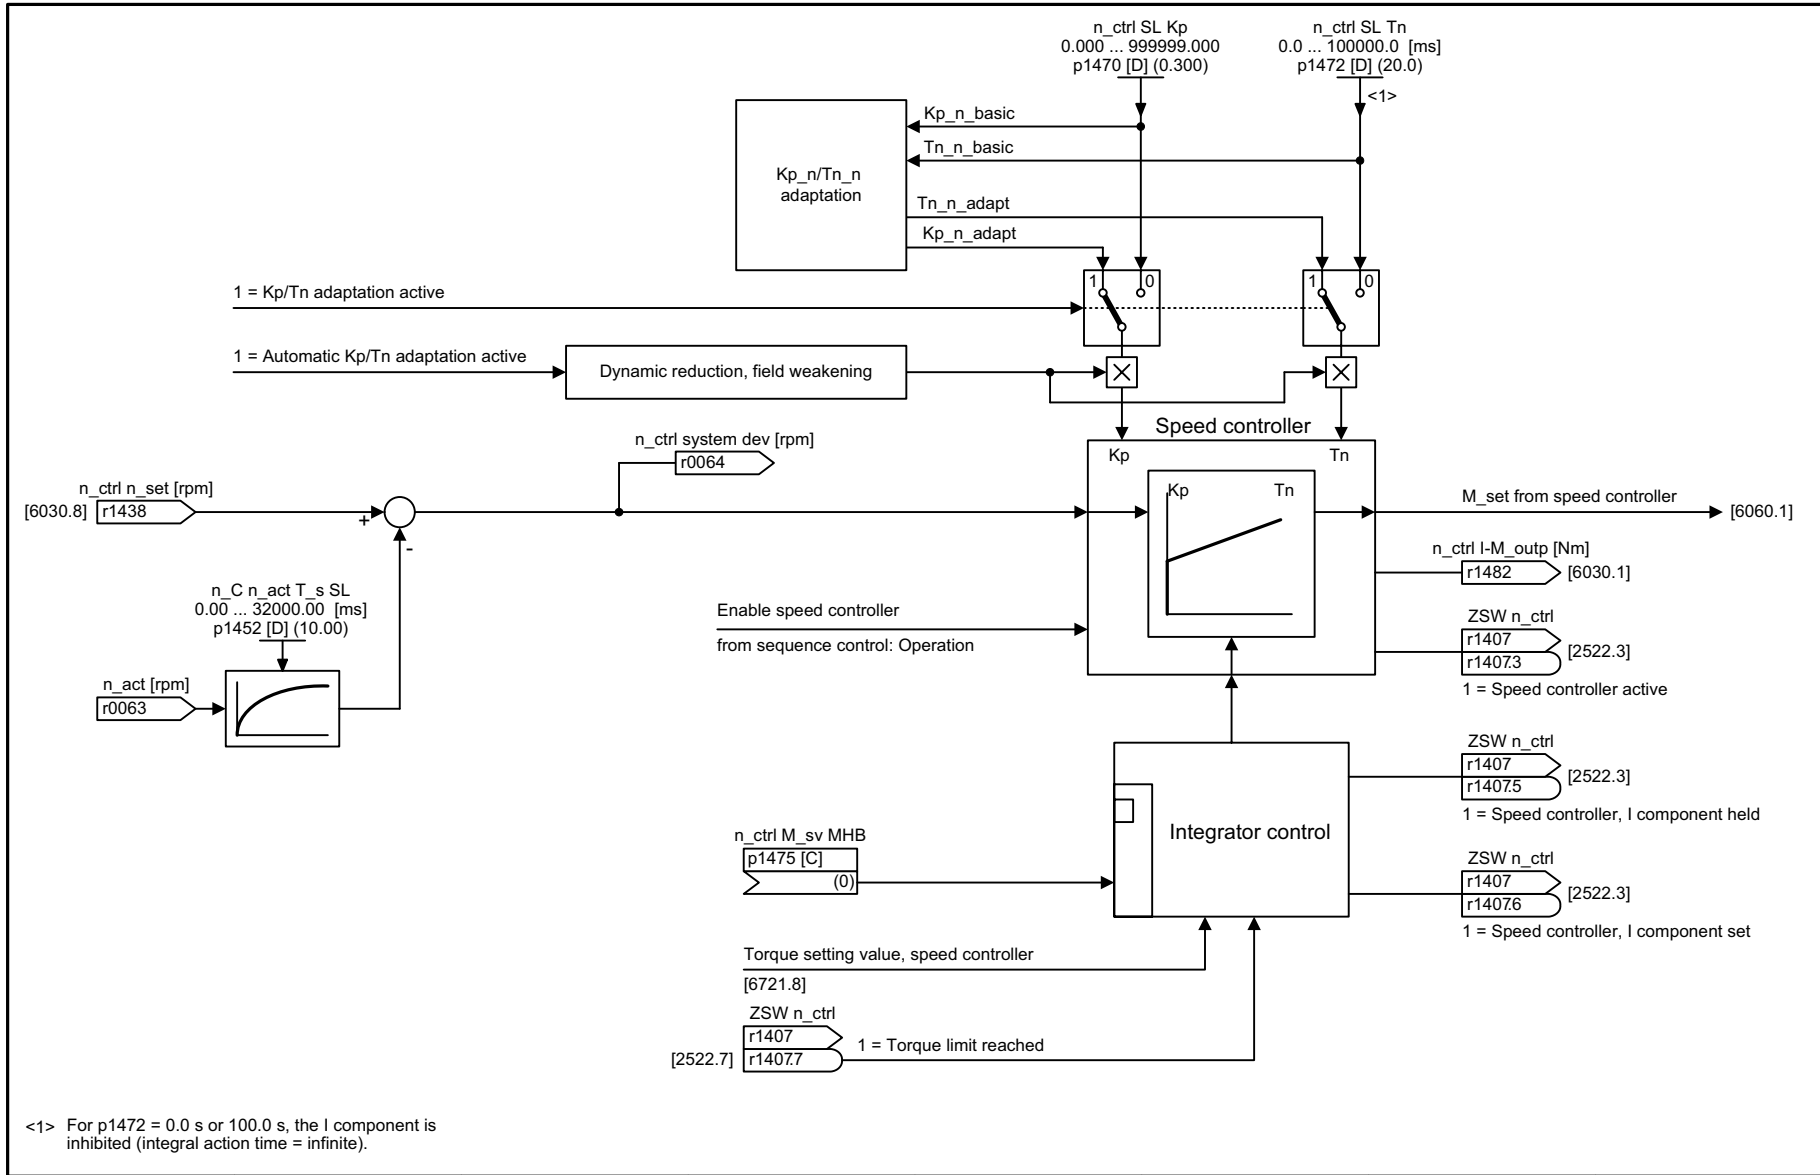 n_ctrl SL Kp
0.000 ... 999999.000
p1470 [D] (0.300)
n_ctrl SL Tn
0.0 ... 100000.0 [ms]
p1472 [D] (20.0)
<1>
Kp_n_basic
Tn_n_basic
Kp_n/Tn_n
adaptation
Tn_n_adapt
Kp_n_adapt
1 0
1 0
1 = Kp/Tn adaptation active
1 = Automatic Kp/Tn adaptation active
Dynamic reduction, field weakening
Speed controller
Kp Tn
n_ctrl system dev [rpm]
r0064
n_ctrl n_set [rpm]
[6030.8] r1438
+
-
Kp Tn
M_set from speed controller
[6060.1]
n_ctrl I-M_outp [Nm]
r1482 [6030.1]
n_C n_act T_s SL
0.00 ... 32000.00 [ms]
p1452 [D] (10.00)
n_act [rpm]
r0063
Enable speed controller
from sequence control: Operation
ZSW n_ctrl
r1407
r1407.3
[2522.3]
1 = Speed controller active
ZSW n_ctrl
r1407
r1407.5
[2522.3]
1 = Speed controller, I component held
Integrator control
n_ctrl M_sv MHB
p1475 [C]
(0)
ZSW n_ctrl
r1407
r1407.6
[2522.3]
1 = Speed controller, I component set
Torque setting value, speed controller
[6721.8]
ZSW n_ctrl
r1407
[2522.7] r1407.7
1 = Torque limit reached
<1> For p1472 = 0.0 s or 100.0 s, the I component is
inhibited (integral action time = infinite).